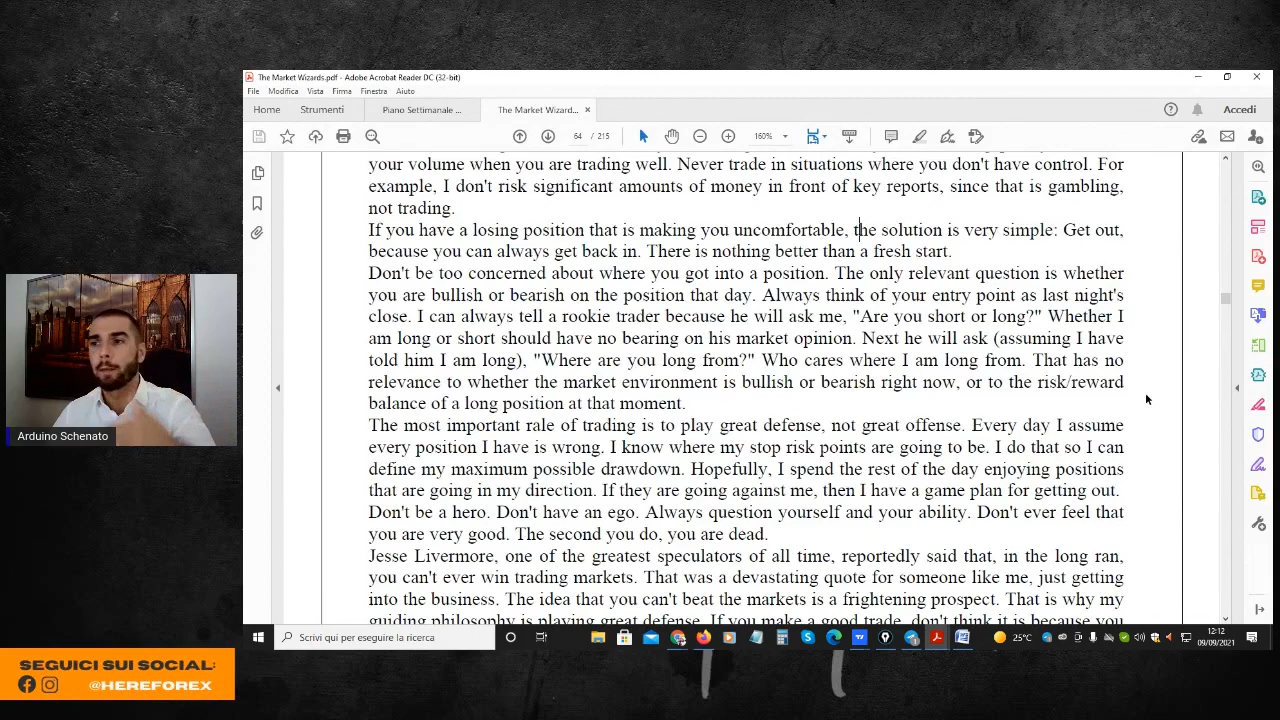 The Market Wizards.pdf - Adobe Acrobat Reader DC (32-bit)
File Modifica Vista Firma Finestra Aiuto
Home Strumenti Piano Settimanale ... The Market Wizard... × Accedi
64 / 215 160%
your volume when you are trading well. Never trade in situations where you don't have control. For
example, I don't risk significant amounts of money in front of key reports, since that is gambling,
not trading.
If you have a losing position that is making you uncomfortable, the solution is very simple: Get out,
because you can always get back in. There is nothing better than a fresh start.
Don't be too concerned about where you got into a position. The only relevant question is whether
you are bullish or bearish on the position that day. Always think of your entry point as last night's
close. I can always tell a rookie trader because he will ask me, "Are you short or long?" Whether I
am long or short should have no bearing on his market opinion. Next he will ask (assuming I have
told him I am long), "Where are you long from?" Who cares where I am long from. That has no
relevance to whether the market environment is bullish or bearish right now, or to the risk/reward
balance of a long position at that moment.
The most important rale of trading is to play great defense, not great offense. Every day I assume
every position I have is wrong. I know where my stop risk points are going to be. I do that so I can
define my maximum possible drawdown. Hopefully, I spend the rest of the day enjoying positions
that are going in my direction. If they are going against me, then I have a game plan for getting out.
Don't be a hero. Don't have an ego. Always question yourself and your ability. Don't ever feel that
you are very good. The second you do, you are dead.
Jesse Livermore, one of the greatest speculators of all time, reportedly said that, in the long ran,
you can't ever win trading markets. That was a devastating quote for someone like me, just getting
into the business. The idea that you can't beat the markets is a frightening prospect. That is why my
guiding philosophy is playing great defense. If you make a good trade, don't think it is because you
Arduino Schenato
Scrivi qui per eseguire la ricerca
25°C
12:12
09/09/2021
SEGUICI SUI SOCIAL:
@HEREFOREX